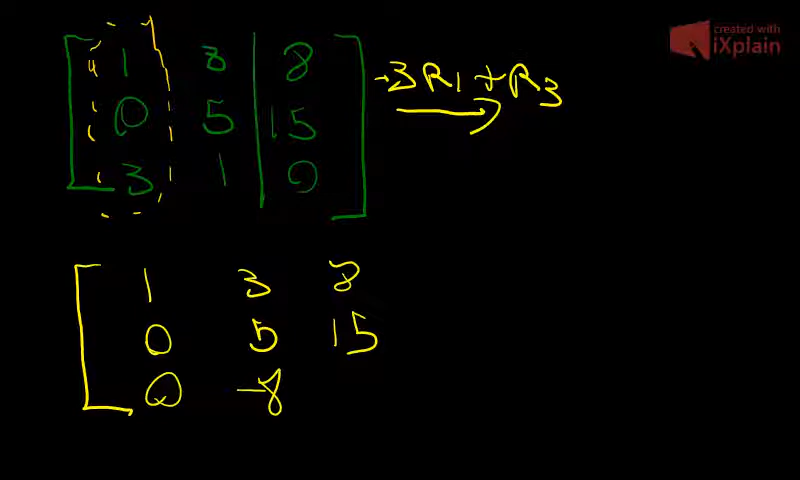 created with
iXplain
1 3 8
-3R1 + R3
0 5 15
3 1 0
1 3 8
0 5 15
0 -8